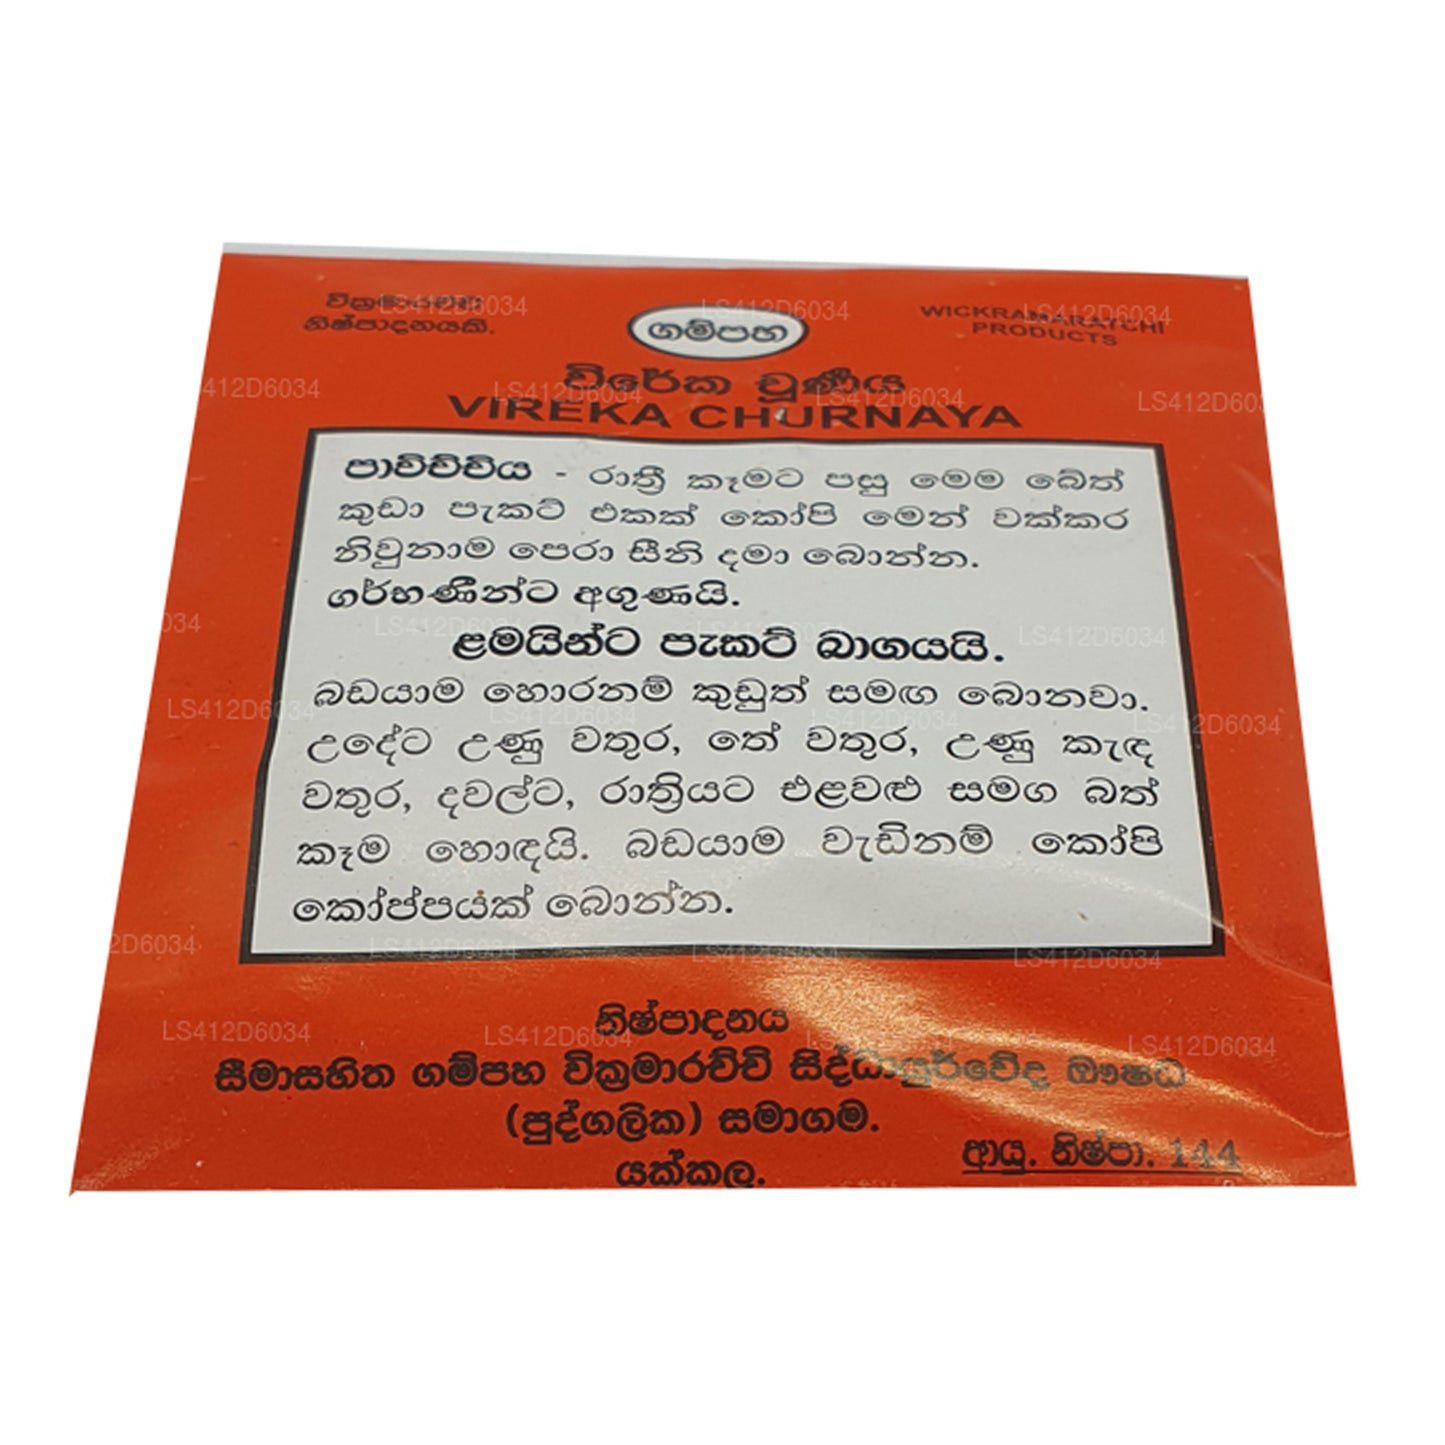 වික්‍රමාරච්චි
නිෂ්පාදනයකි.
ගම්පහ
WICKRAMARATCHI
PRODUCTS
විරේක චූර්ණය
VIREKA CHURNAYA
පාවිච්චිය - රාත්‍රී කෑමට පසු මෙම බේත්
කුඩා පැකට් එකක් කෝපි මෙන් වක්කර
නිවුනාම පෙරා සීනි දමා බොන්න.
ගර්භණීන්ට අගුණයි.
ළමයින්ට පැකට් බාගයයි.
බඩයාම හොරනම් කුඩුත් සමඟ බොනවා.
උදේට උණු වතුර, තේ වතුර, උණු කැඳ
වතුර, දවල්ට, රාත්‍රියට එළවළු සමග බත්
කෑම හොඳයි. බඩයාම වැඩිනම් කෝපි
කෝප්පයක් බොන්න.
නිෂ්පාදනය
සීමාසහිත ගම්පහ වික්‍රමාරච්චි සිද්ධායුර්වේද ඖෂධ
(පුද්ගලික) සමාගම.
යක්කල.
ආයු. නිෂ්පා. 144
LS412D6034